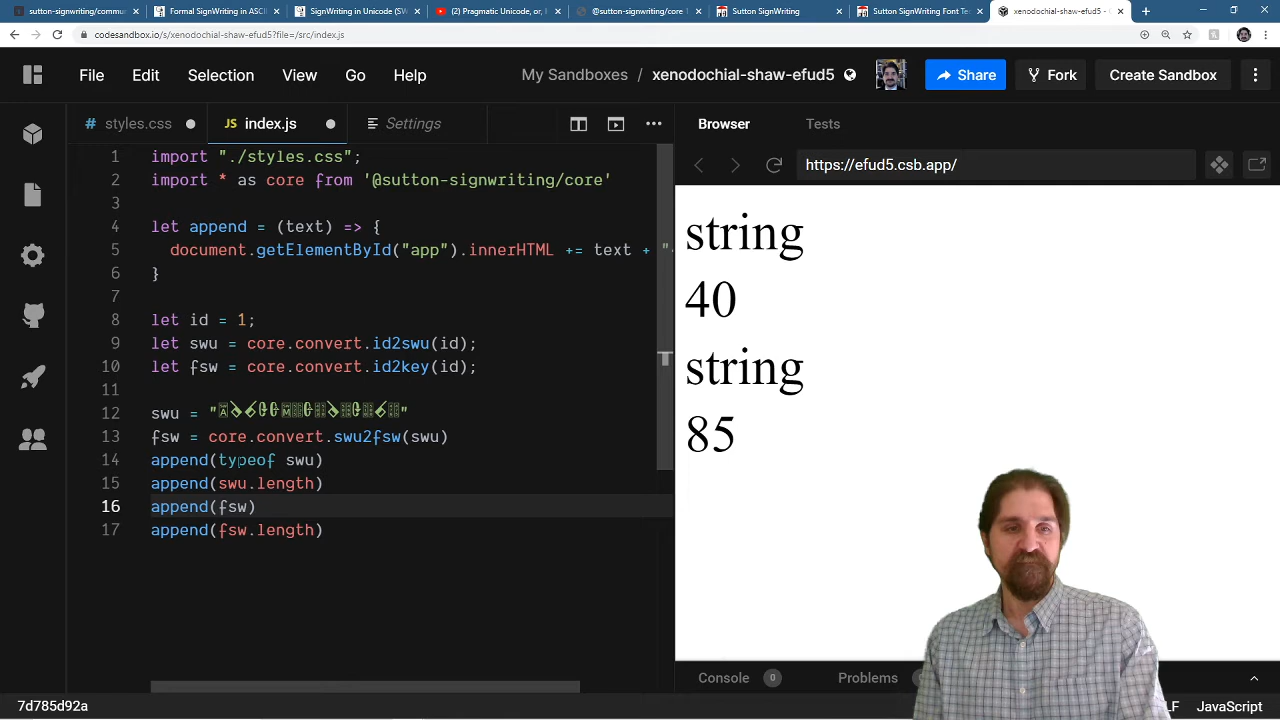 sutton-signwriting/commu
Formal SignWriting in ASCII
SignWriting in Unicode (SW
(2) Pragmatic Unicode, or,
@sutton-signwriting/core 1
Sutton SignWriting
Sutton SignWriting Font Te
xenodochial-shaw-efud5 -
codesandbox.io/s/xenodochial-shaw-efud5?file=/src/index.js
File Edit Selection View Go Help
My Sandboxes / xenodochial-shaw-efud5
Share Fork Create Sandbox
# styles.css JS index.js Settings
Browser Tests
https://efud5.csb.app/
1 import "./styles.css";
2 import * as core from '@sutton-signwriting/core'
3
4 let append = (text) => {
5 document.getElementById("app").innerHTML += text + "
6 }
7
8 let id = 1;
9 let swu = core.convert.id2swu(id);
10 let fsw = core.convert.id2key(id);
11
12 swu = "
13 fsw = core.convert.swu2fsw(swu)
14 append(typeof swu)
15 append(swu.length)
16 append(fsw)
17 append(fsw.length)
string
40
string
85
Console 0 Problems
7d785d92a
LF JavaScript